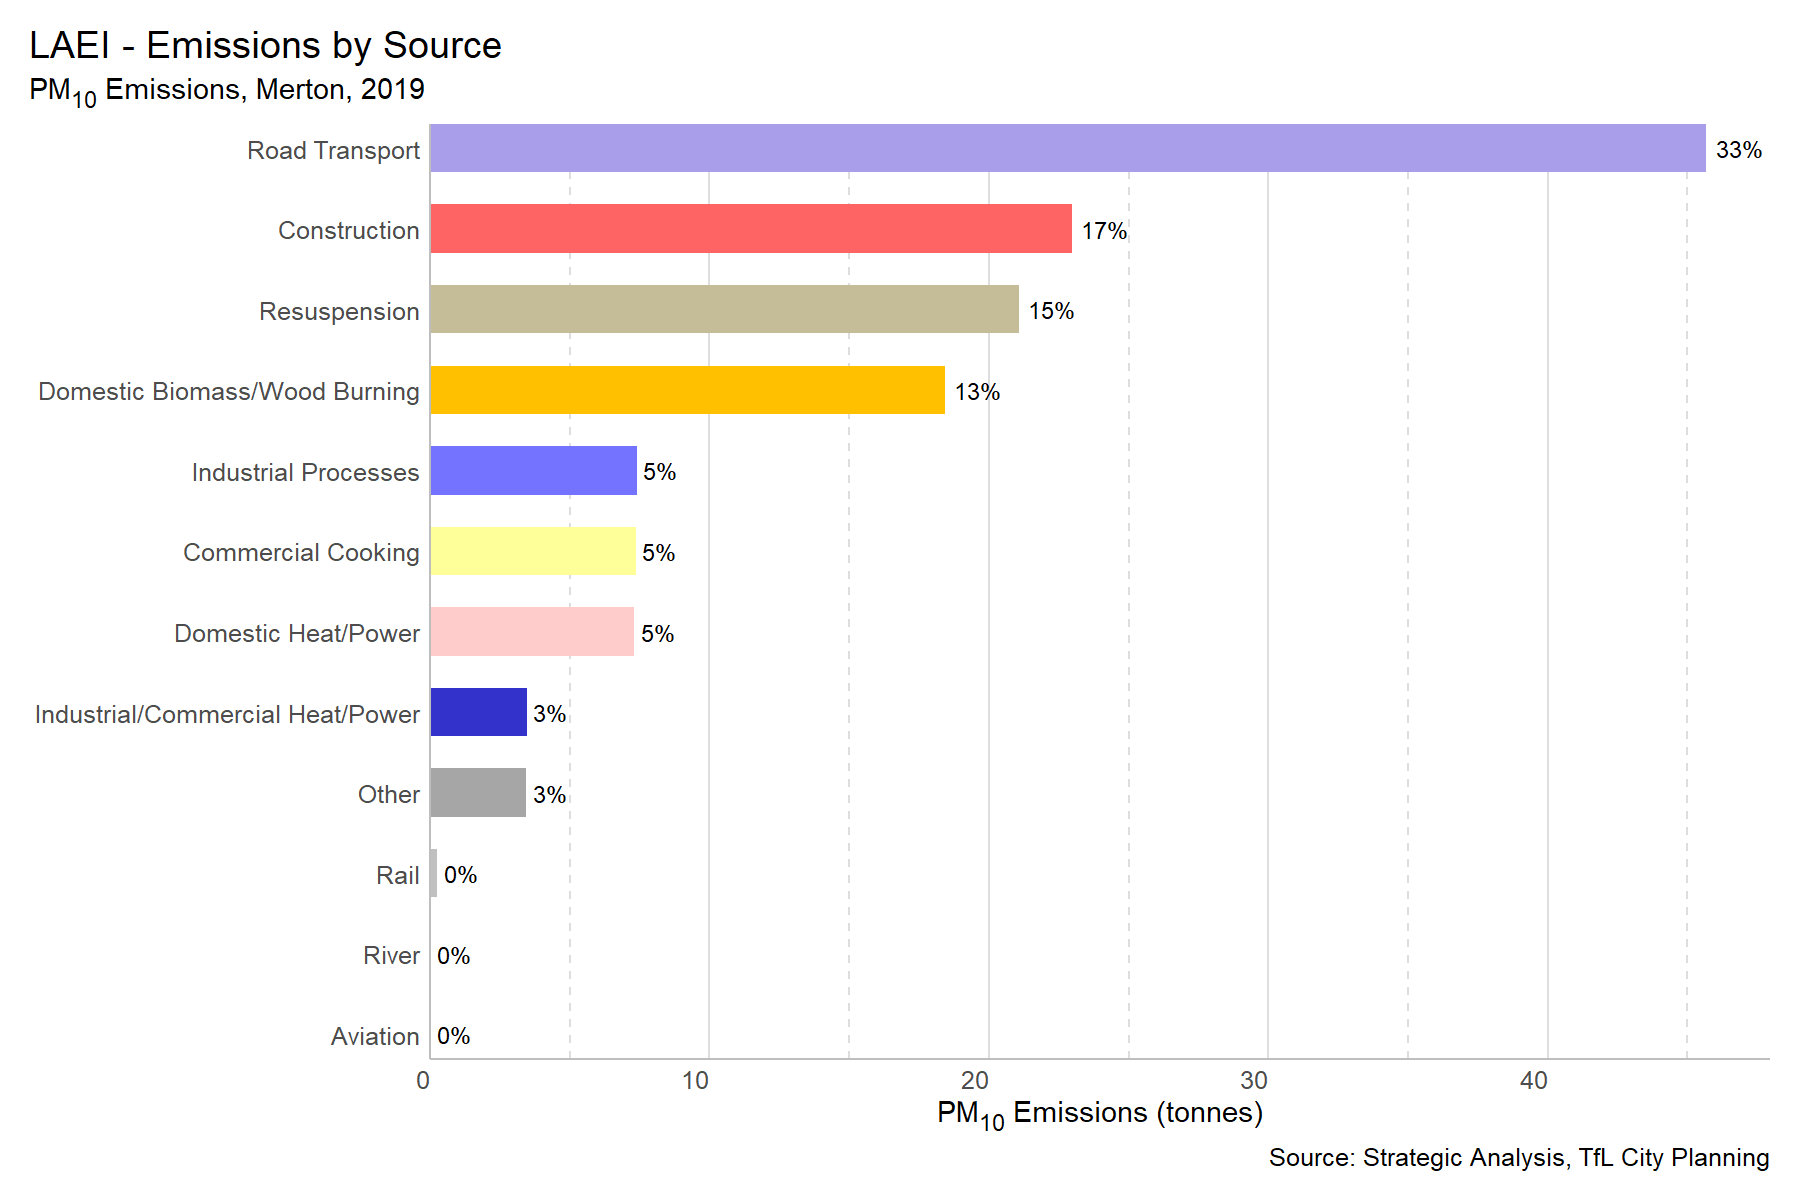 LAEI - Emissions by Source
PM10 Emissions, Merton, 2019
Road Transport 33%
Construction 17%
Resuspension 15%
Domestic Biomass/Wood Burning 13%
Industrial Processes 5%
Commercial Cooking 5%
Domestic Heat/Power 5%
Industrial/Commercial Heat/Power 3%
Other 3%
Rail 0%
River 0%
Aviation 0%
0 10 20 30 40
PM10 Emissions (tonnes)
Source: Strategic Analysis, TfL City Planning